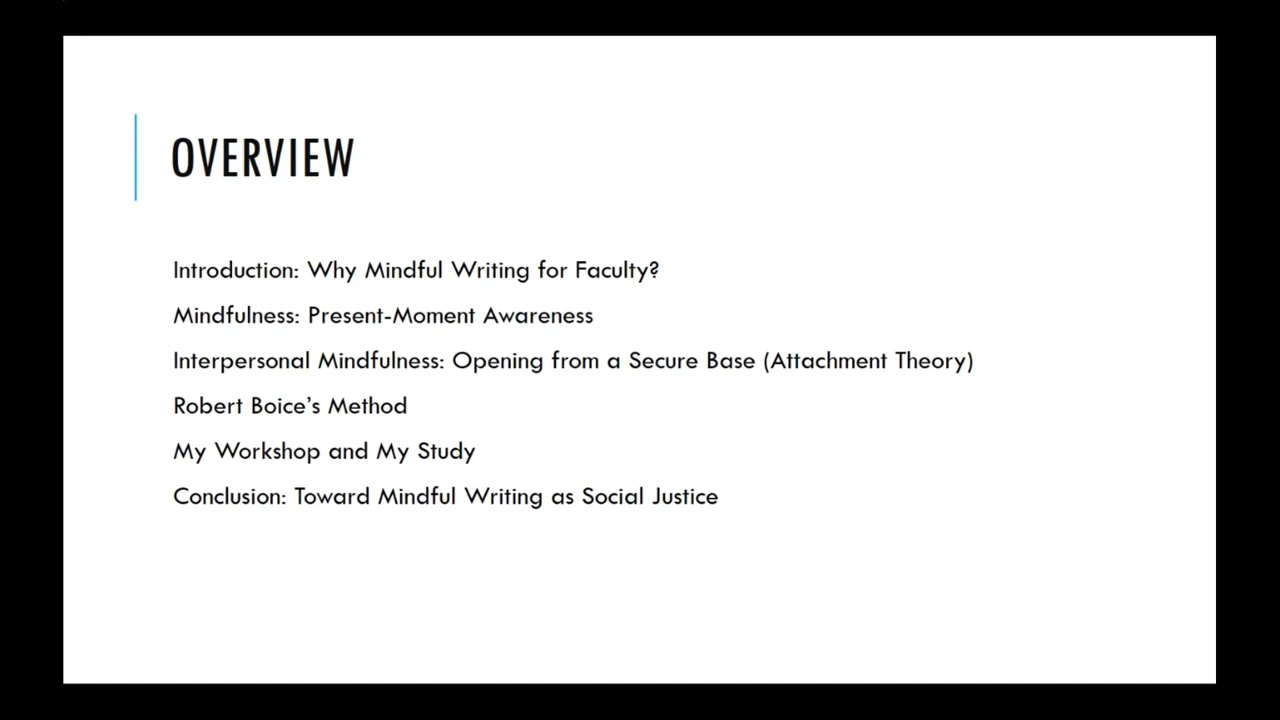 OVERVIEW
Introduction: Why Mindful Writing for Faculty?
Mindfulness: Present-Moment Awareness
Interpersonal Mindfulness: Opening from a Secure Base (Attachment Theory)
Robert Boice’s Method
My Workshop and My Study
Conclusion: Toward Mindful Writing as Social Justice